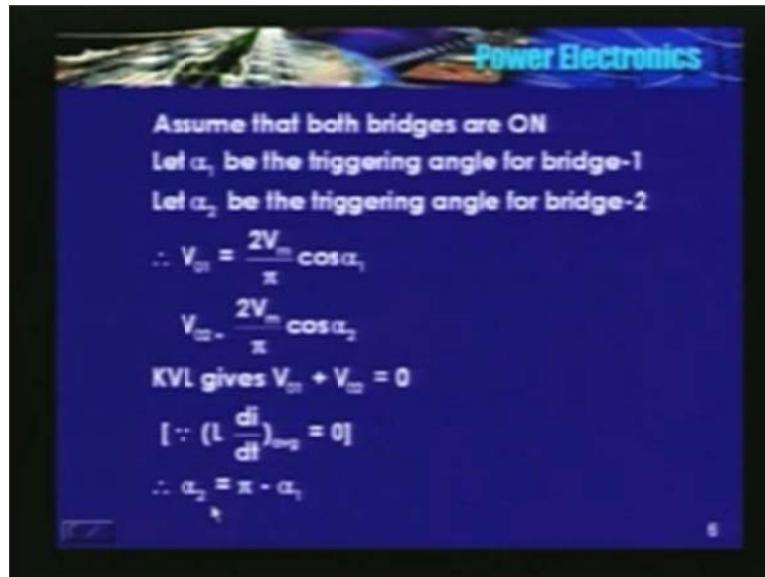 Power Electronics
Assume that both bridges are ON
Let α₁ be the triggering angle for bridge-1
Let α₂ be the triggering angle for bridge-2
∴ V₀₁ = 2Vₘ/π cosα₁
V₀₂₌ 2Vₘ/π cosα₂
KVL gives V₀₁ + V₀₂ = 0
[∵ (L di/dt)avg = 0]
∴ α₂ = π - α₁
6